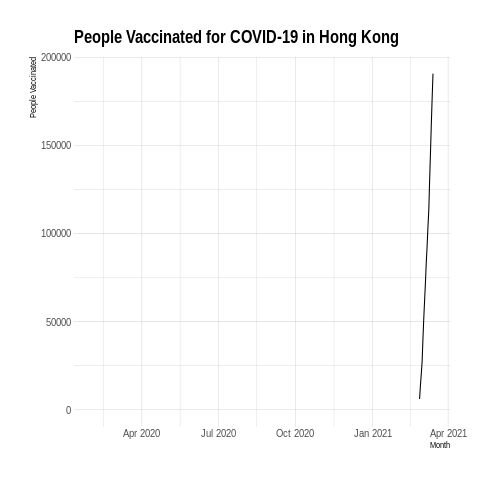 People Vaccinated for COVID-19 in Hong Kong
People Vaccinated
200000
150000
100000
50000
0
Apr 2020 Jul 2020 Oct 2020 Jan 2021 Apr 2021
Month